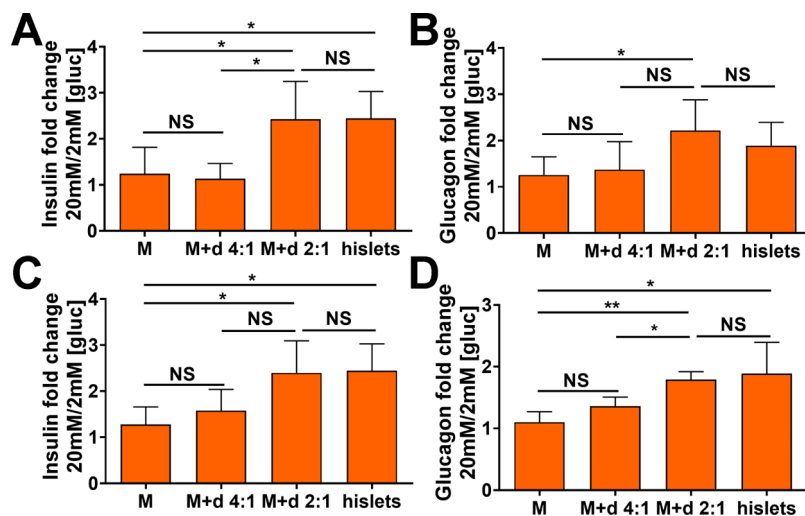 A
Insulin fold change
20mM/2mM [gluc]
4
3
2
1
0
*
*
*
NS
NS
M
M+d 4:1
M+d 2:1
hislets
B
Glucagon fold change
20mM/2mM [gluc]
4
3
2
1
0
*
NS
NS
NS
M
M+d 4:1
M+d 2:1
hislets
C
Insulin fold change
20mM/2mM [gluc]
4
3
2
1
0
*
*
NS
NS
NS
M
M+d 4:1
M+d 2:1
hislets
D
Glucagon fold change
20mM/2mM [gluc]
3
2
1
0
*
**
*
NS
NS
M
M+d 4:1
M+d 2:1
hislets